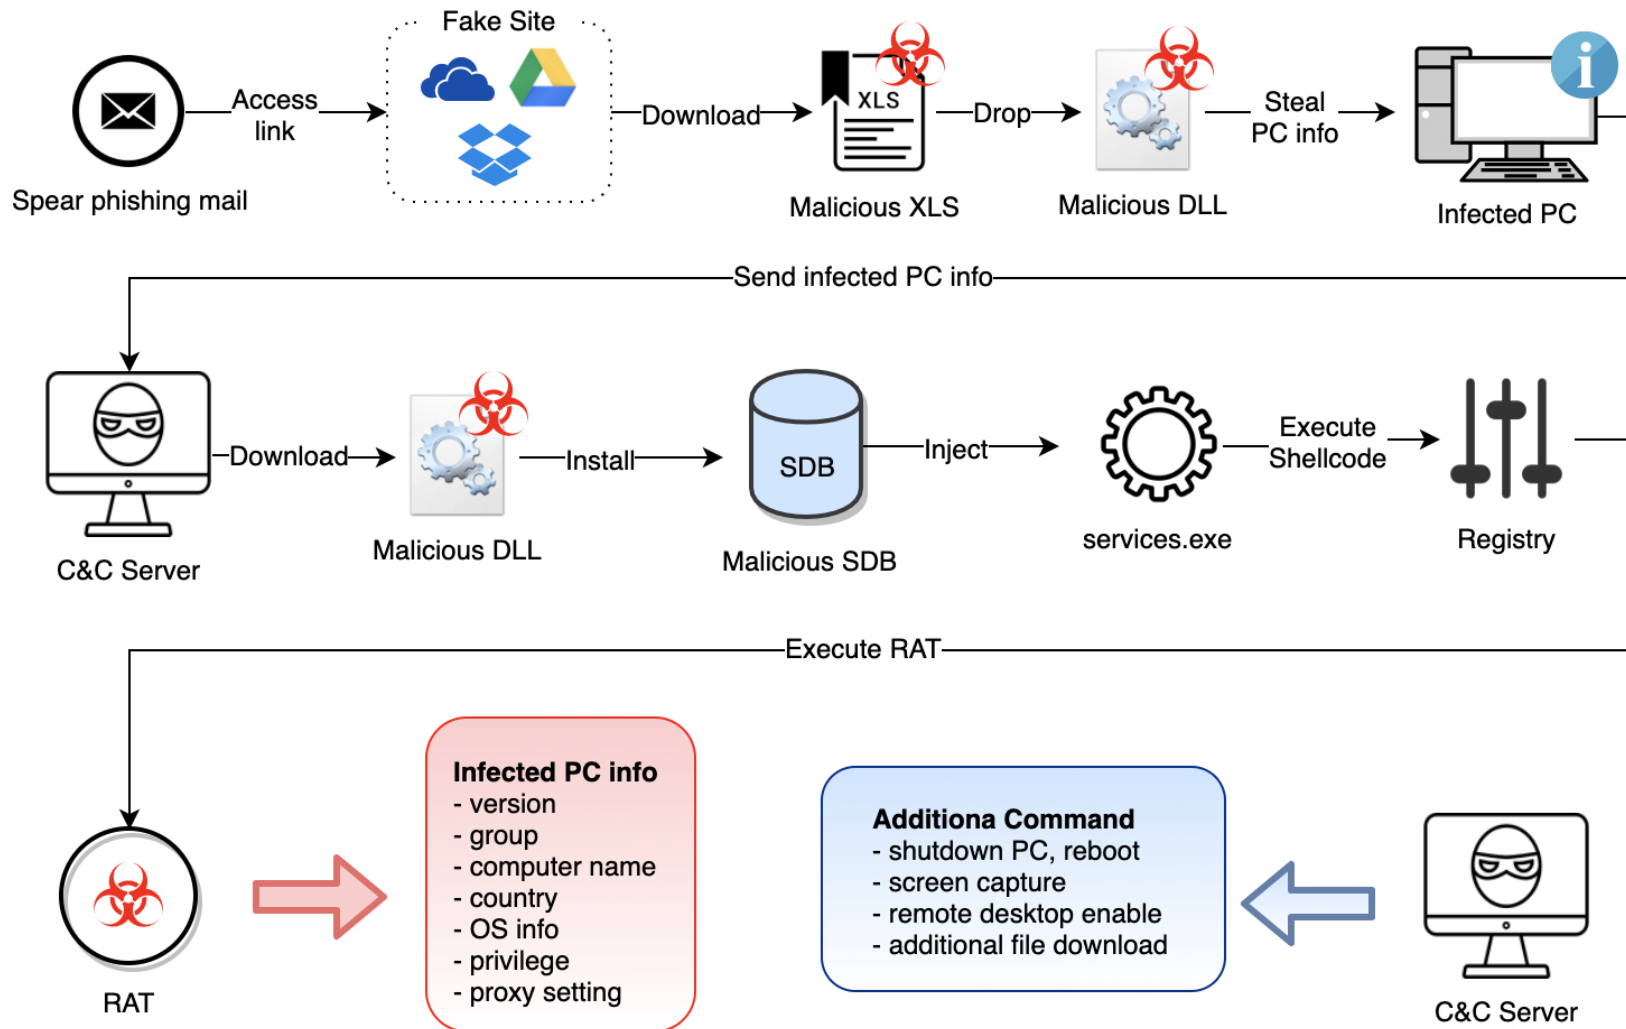 Fake Site
Access
link
Download
XLS
Drop
Steal
PC info
Spear phishing mail
Malicious XLS
Malicious DLL
Infected PC
Send infected PC info
Download
Install
SDB
Inject
Execute
Shellcode
C&C Server
Malicious DLL
Malicious SDB
services.exe
Registry
Execute RAT
RAT
Infected PC info
- version
- group
- computer name
- country
- OS info
- privilege
- proxy setting
Additiona Command
- shutdown PC, reboot
- screen capture
- remote desktop enable
- additional file download
C&C Server